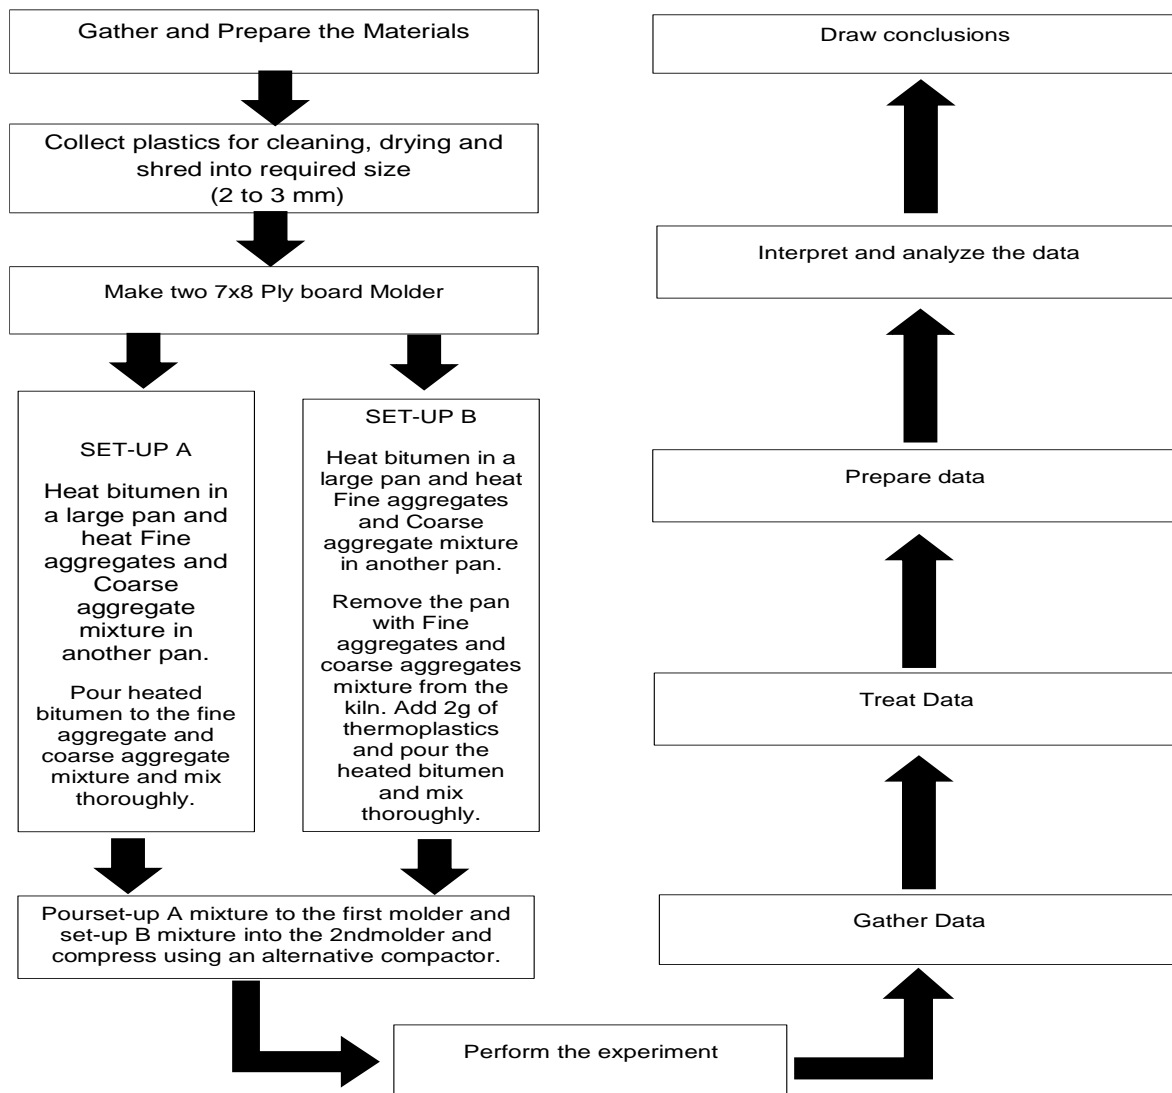 Gather and Prepare the Materials
Collect plastics for cleaning, drying and
shred into required size
(2 to 3 mm)
Make two 7x8 Ply board Molder
SET-UP A
Heat bitumen in
a large pan and
heat Fine
aggregates and
Coarse
aggregate
mixture in
another pan.
Pour heated
bitumen to the fine
aggregate and
coarse aggregate
mixture and mix
thoroughly.
SET-UP B
Heat bitumen in a
large pan and heat
Fine aggregates
and Coarse
aggregate mixture
in another pan.
Remove the pan
with Fine
aggregates and
coarse aggregates
mixture from the
kiln. Add 2g of
thermoplastics
and pour the
heated bitumen
and mix
thoroughly.
Pourset-up A mixture to the first molder and
set-up B mixture into the 2ndmolder and
compress using an alternative compactor.
Perform the experiment
Gather Data
Treat Data
Prepare data
Interpret and analyze the data
Draw conclusions